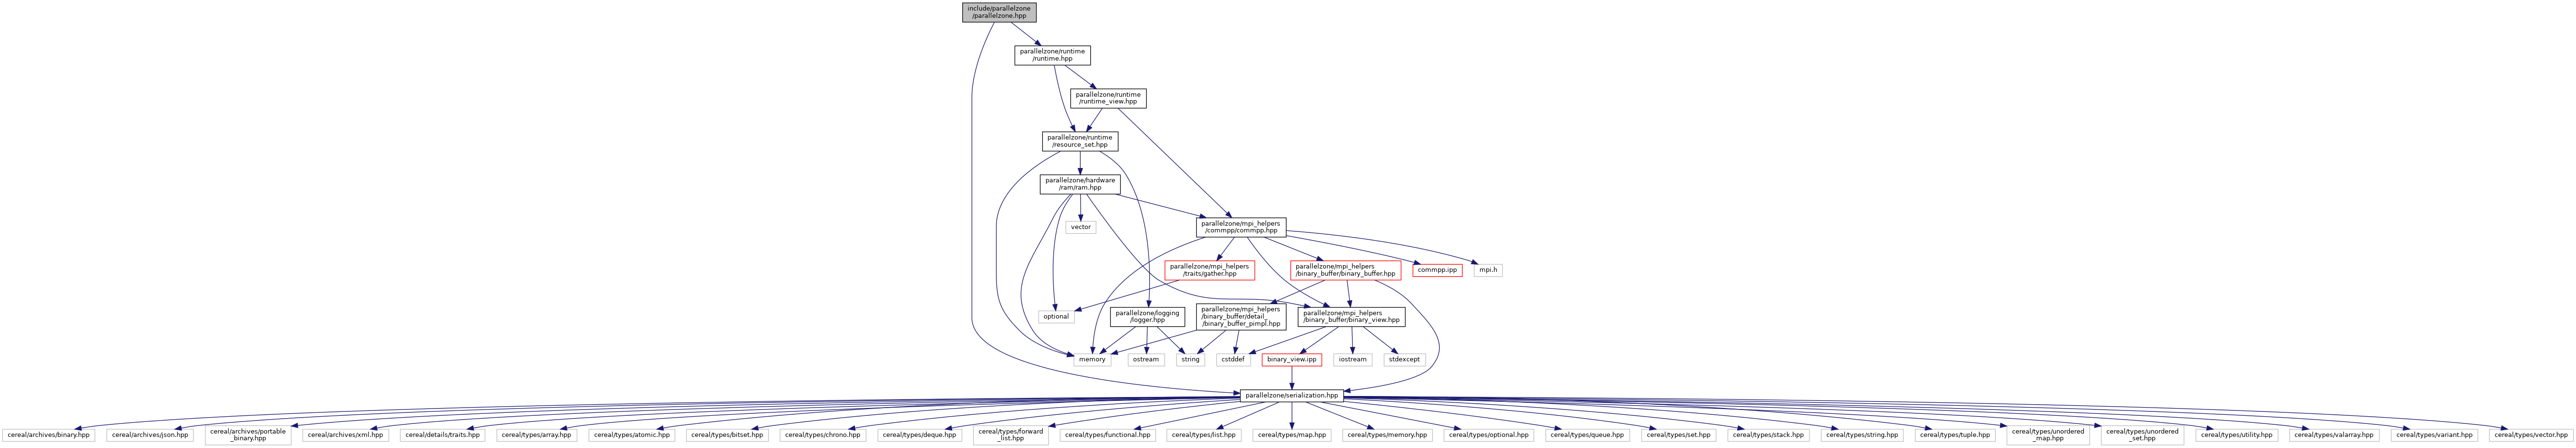 include/parallelzone
/parallelzone.hpp
parallelzone/runtime
/runtime.hpp
parallelzone/runtime
/runtime_view.hpp
parallelzone/runtime
/resource_set.hpp
parallelzone/hardware
/ram/ram.hpp
vector
parallelzone/mpi_helpers
/commpp/commpp.hpp
parallelzone/mpi_helpers
/traits/gather.hpp
parallelzone/mpi_helpers
/binary_buffer/binary_buffer.hpp
commpp.ipp
mpi.h
optional
parallelzone/logging
/logger.hpp
parallelzone/mpi_helpers
/binary_buffer/detail_
/binary_buffer_pimpl.hpp
parallelzone/mpi_helpers
/binary_buffer/binary_view.hpp
memory
ostream
string
cstddef
binary_view.ipp
iostream
stdexcept
parallelzone/serialization.hpp
cereal/archives/binary.hpp
cereal/archives/json.hpp
cereal/archives/portable
_binary.hpp
cereal/archives/xml.hpp
cereal/details/traits.hpp
cereal/types/array.hpp
cereal/types/atomic.hpp
cereal/types/bitset.hpp
cereal/types/chrono.hpp
cereal/types/deque.hpp
cereal/types/forward
_list.hpp
cereal/types/functional.hpp
cereal/types/list.hpp
cereal/types/map.hpp
cereal/types/memory.hpp
cereal/types/optional.hpp
cereal/types/queue.hpp
cereal/types/set.hpp
cereal/types/stack.hpp
cereal/types/string.hpp
cereal/types/tuple.hpp
cereal/types/unordered
_map.hpp
cereal/types/unordered
_set.hpp
cereal/types/utility.hpp
cereal/types/valarray.hpp
cereal/types/variant.hpp
cereal/types/vector.hpp